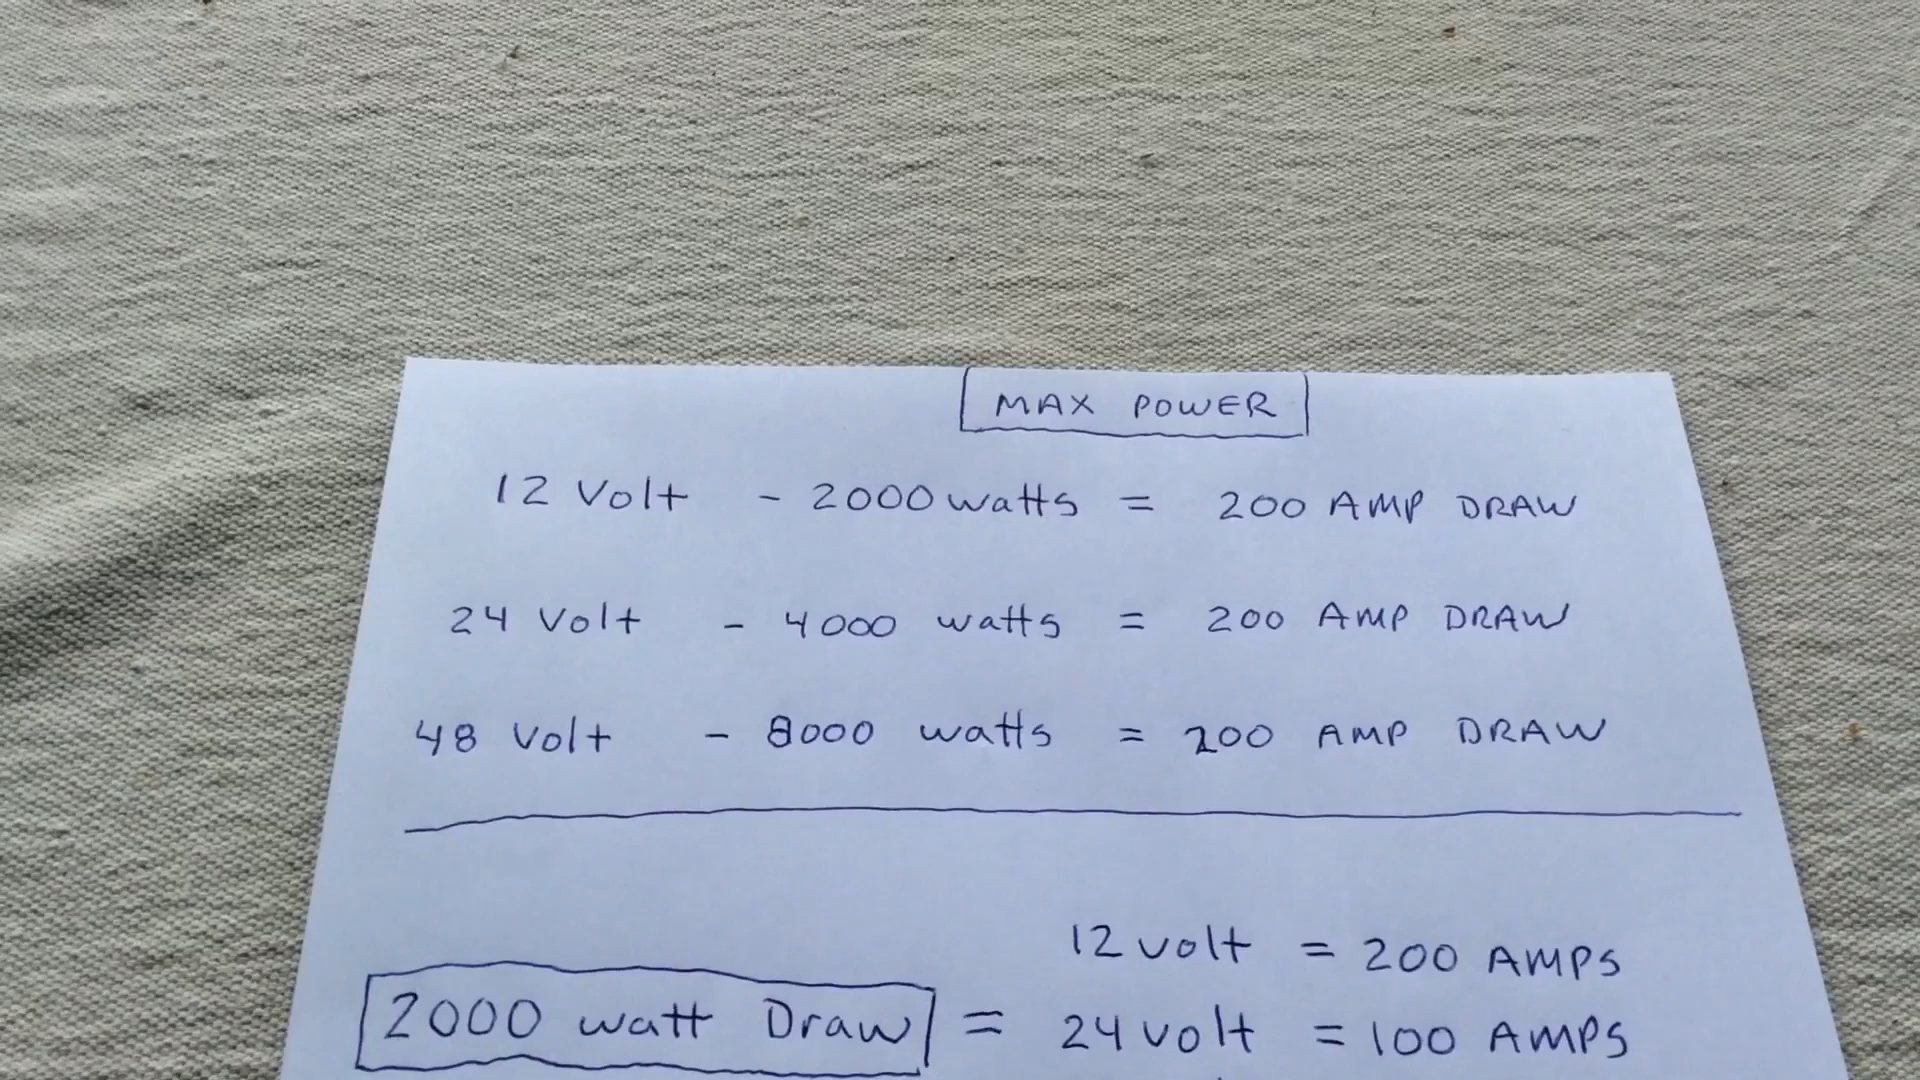 MAX POWER
12 Volt - 2000 watts = 200 AMP DRAW
24 Volt - 4000 watts = 200 AMP DRAW
48 Volt - 8000 watts = 200 AMP DRAW
12 volt = 200 AMPS
2000 watt Draw = 24 volt = 100 AMPS